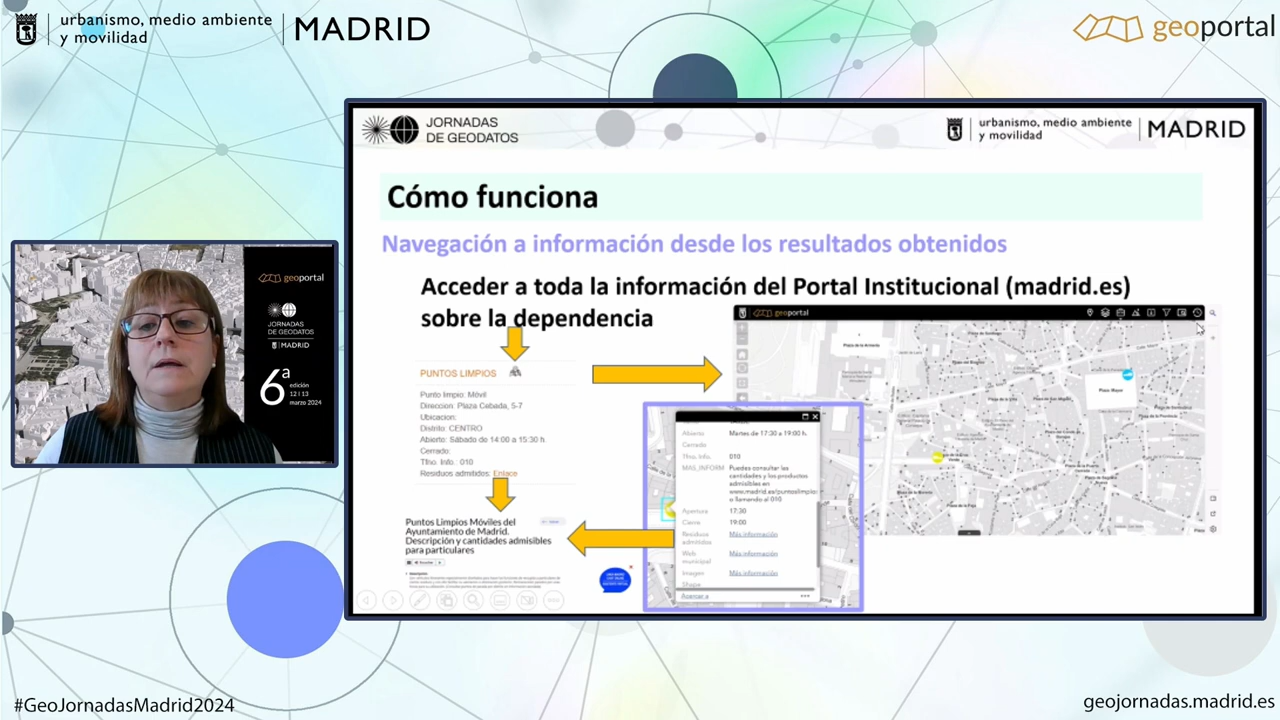 urbanismo, medio ambiente
y movilidad
MADRID
geoportal
JORNADAS
DE GEODATOS
urbanismo, medio ambiente
y movilidad
MADRID
Cómo funciona
Navegación a información desde los resultados obtenidos
Acceder a toda la información del Portal Institucional (madrid.es)
sobre la dependencia
geoportal
PUNTOS LIMPIOS
Punto limpio: Móvil
Direccion: Plaza Cebada, 5-7
Ubicacion:
Distrito: CENTRO
Abierto: Sábado de 14:00 a 15:30 h.
Cerrado:
Tfno. Info : 010
Residuos admitidos: Enlace
Abierto Martes de 17:30 a 19:00 h.
Cerrado
Tfno. Info. 010
MAS_INFORM Puedes consultar las
cantidades y los productos
admisibles en
www.madrid.es/puntoslimpios
o llamando al 010
Apertura 17:30
Cierre 19:00
Residuos
admitidos
Más información
Web
municipal
Más información
Imagen Más información
Shape
Acercar a
Plaza Mayor
Puntos Limpios Móviles del
Ayuntamiento de Madrid.
Descripción y cantidades admisibles
para particulares
geoportal
JORNADAS
DE GEODATOS
MADRID
6ª
edición
12 i 13
marzo 2024
#GeoJornadasMadrid2024
geojornadas.madrid.es